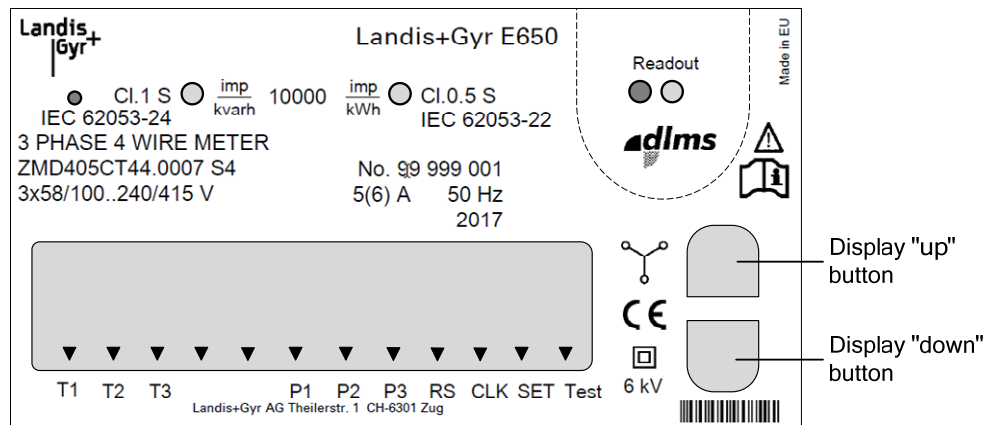 Landis+
Gyr
Landis+Gyr E650
Made in EU
Readout
Cl.1 S imp/kvarh 10000 imp/kWh Cl.0.5 S
IEC 62053-24 IEC 62053-22
3 PHASE 4 WIRE METER
dlms
ZMD405CT44.0007 S4 No. 99 999 001
3x58/100..240/415 V 5(6) A 50 Hz
2017
Display "up"
button
CE
Display "down"
button
6 kV
T1 T2 T3 P1 P2 P3 RS CLK SET Test
Landis+Gyr AG Theilerstr. 1 CH-6301 Zug